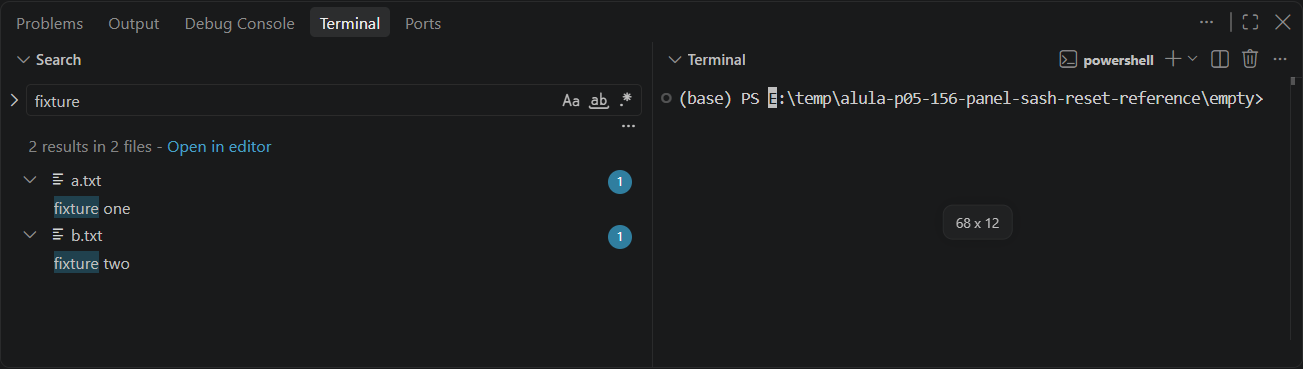 Problems Output Debug Console Terminal Ports
Search
fixture
Aa ab .*
2 results in 2 files - Open in editor
a.txt 1
fixture one
b.txt 1
fixture two
Terminal
powershell
(base) PS E:\temp\alula-p05-156-panel-sash-reset-reference\empty>
68 x 12